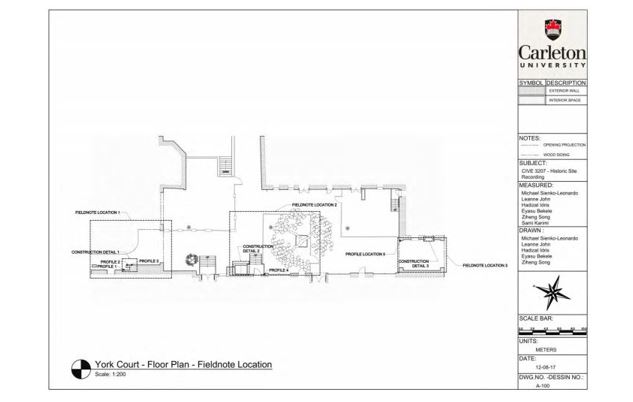 Carleton
UNIVERSITY
SYMBOL DESCRIPTION
EXTERIOR WALL
INTERIOR SPACE
NOTES:
OPENING PROJECTION
WOOD SIDING
SUBJECT:
CIVE 3207 - Historic Site
Recording
MEASURED:
Michael Sienko-Leonardo
Leanne John
Hadizat Idris
Eyasu Bekele
Ziheng Song
Sami Karimi
DRAWN :
Michael Sienko-Leonardo
Leanne John
Hadizat Idris
Eyasu Bekele
Ziheng Song
SCALE BAR:
UNITS:
METERS
DATE:
12-08-17
DWG.NO. -DESSIN NO.:
A-100
FIELDNOTE LOCATION 1
FIELDNOTE LOCATION 2
CONSTRUCTION DETAIL 1
PROFILE 2
PROFILE 1
PROFILE 3
CONSTRUCTION
DETAIL 2
PROFILE 4
PROFILE LOCATION 5
CONSTRUCTION
DETAIL 3
FIELDNOTE LOCATION 3
York Court - Floor Plan - Fieldnote Location
Scale: 1:200